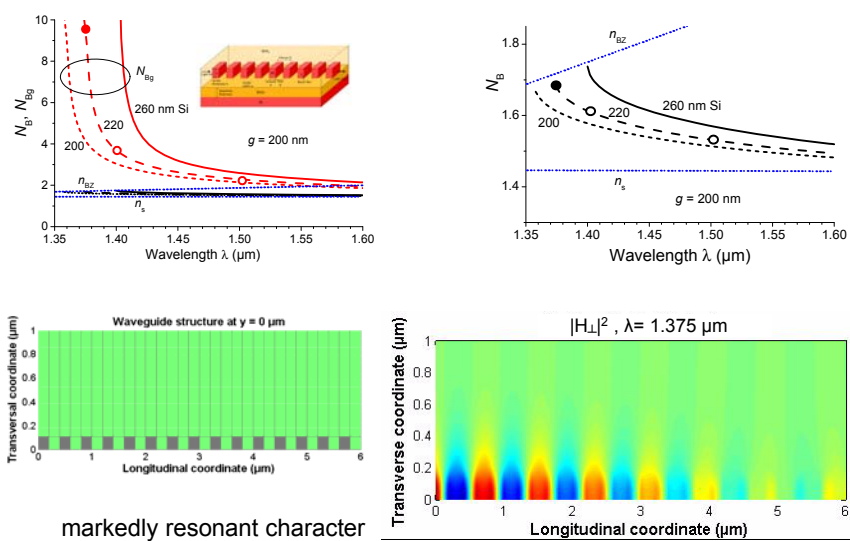 10
8
6
4
2
0
N_B, N_Bg
N_Bg
260 nm Si
220
200
g = 200 nm
n_BZ
n_s
1.35
1.40
1.45
1.50
1.55
1.60
Wavelength λ (μm)
1.8
1.6
1.4
N_B
n_BZ
260 nm Si
220
200
n_s
g = 200 nm
1.35
1.40
1.45
1.50
1.55
1.60
Wavelength λ (μm)
Waveguide structure at y = 0 μm
Transversal coordinate (μm)
1
0.8
0.6
0.4
0.2
0
0
1
2
3
4
5
6
Longitudinal coordinate (μm)
markedly resonant character
|H⊥|² , λ= 1.375 μm
Transverse coordinate (μm)
1
0.8
0.6
0.4
0.2
0
0
1
2
3
4
5
6
Longitudinal coordinate (μm)